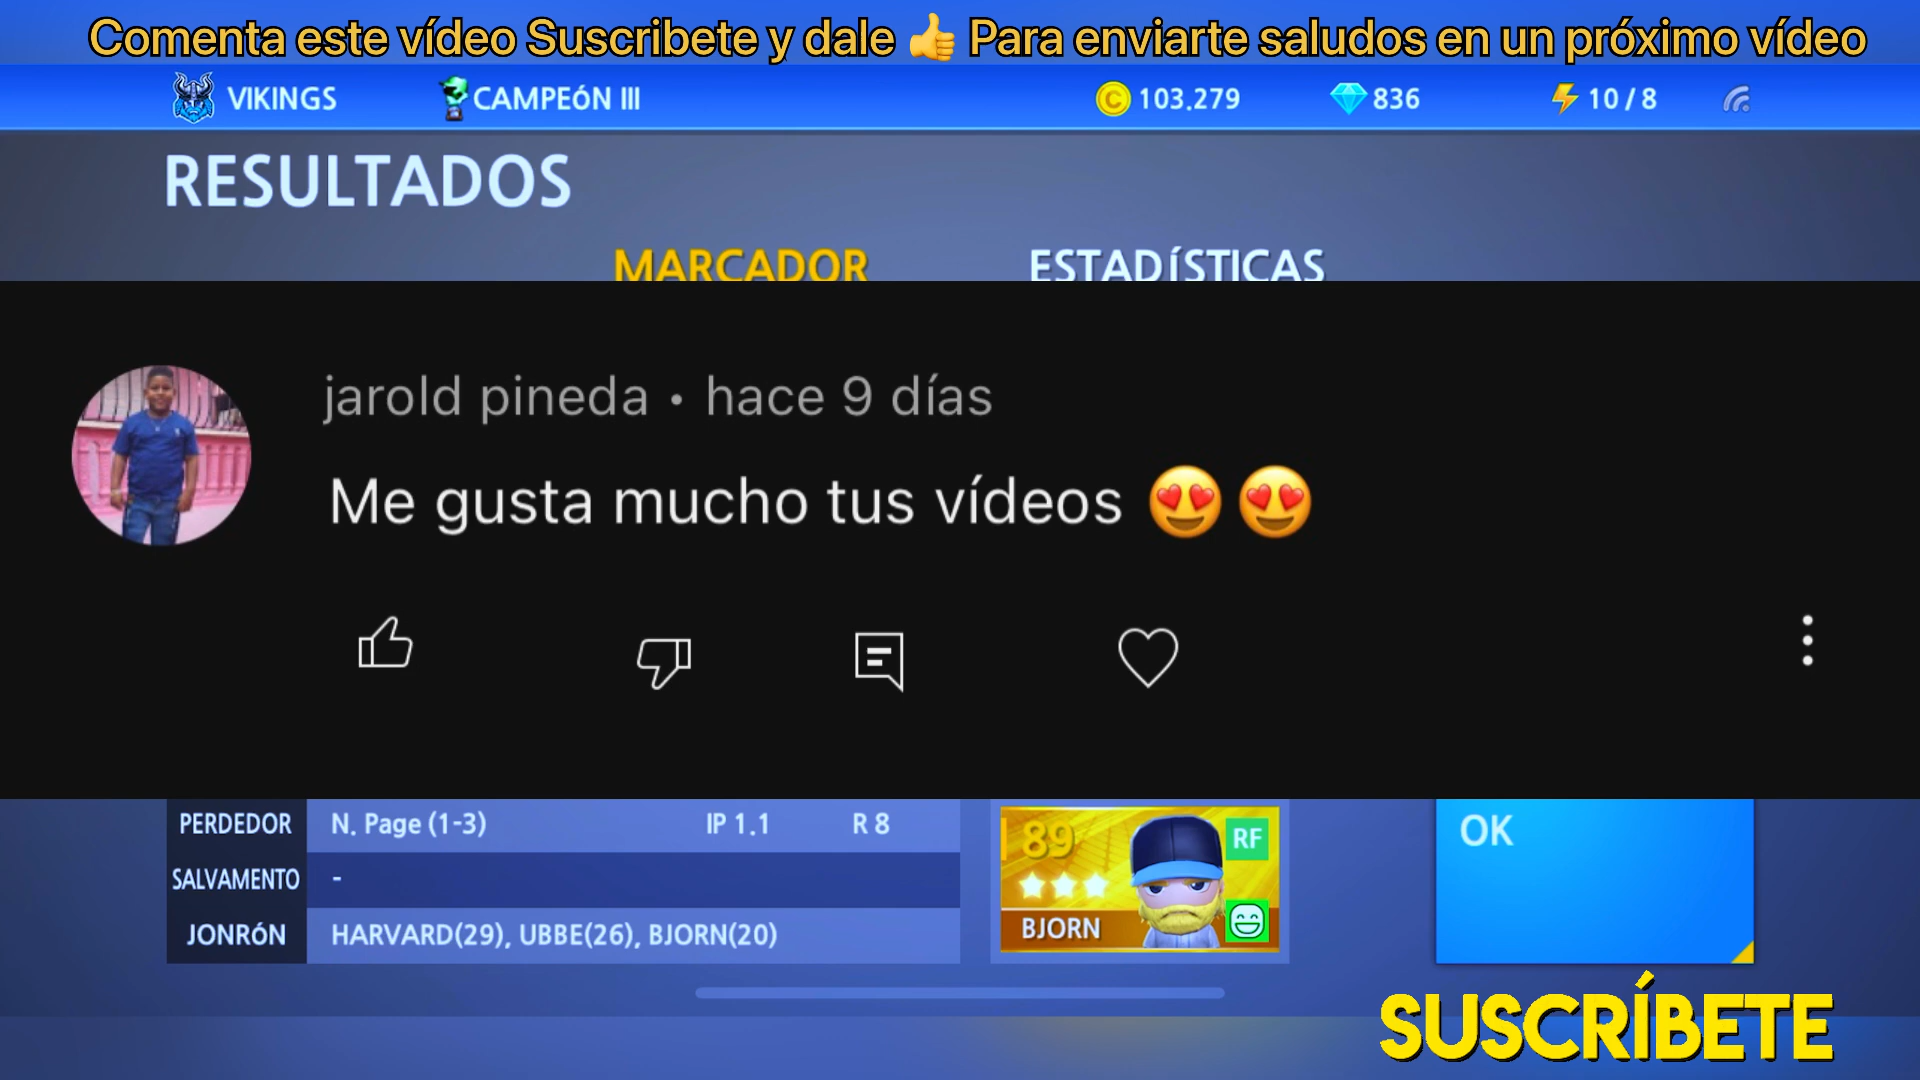 Comenta este vídeo Suscribete y dale 👍 Para enviarte saludos en un próximo vídeo
VIKINGS CAMPEóN III C 103,279 836 10 / 8
RESULTADOS
MARCADOR ESTADíSTICAS
jarold pineda • hace 9 días
Me gusta mucho tus vídeos 😍 😍
PERDEDOR N. Page (1-3) IP 1.1 R 8
SALVAMENTO -
JONRóN HARVARD(29), UBBE(26), BJORN(20)
89 RF
BJORN
OK
SUSCRÍBETE